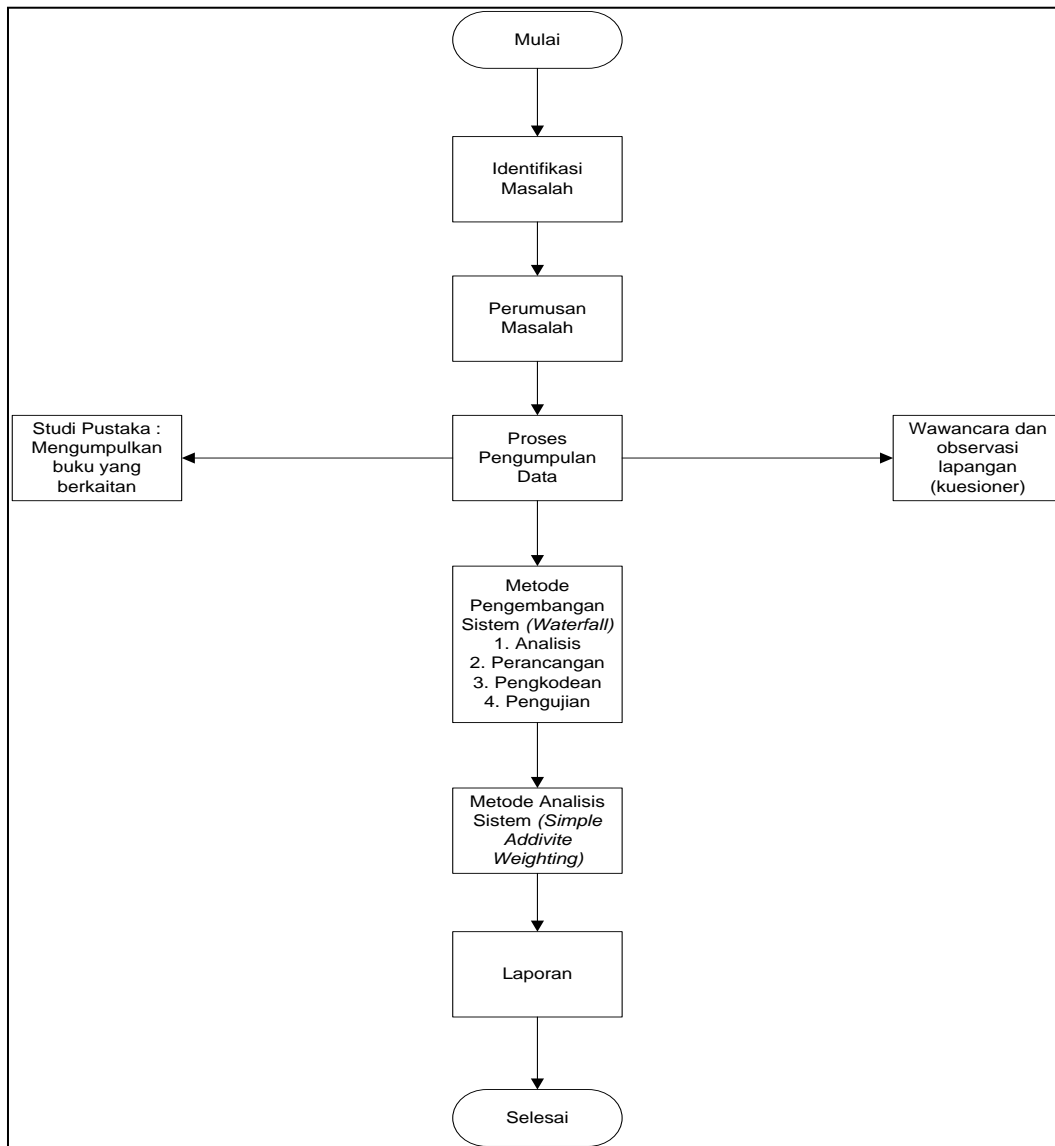 Mulai
Identifikasi
Masalah
Perumusan
Masalah
Studi Pustaka :
Mengumpulkan
buku yang
berkaitan
Proses
Pengumpulan
Data
Wawancara dan
observasi
lapangan
(kuesioner)
Metode
Pengembangan
Sistem (Waterfall)
1. Analisis
2. Perancangan
3. Pengkodean
4. Pengujian
Metode Analisis
Sistem (Simple
Addivite
Weighting)
Laporan
Selesai